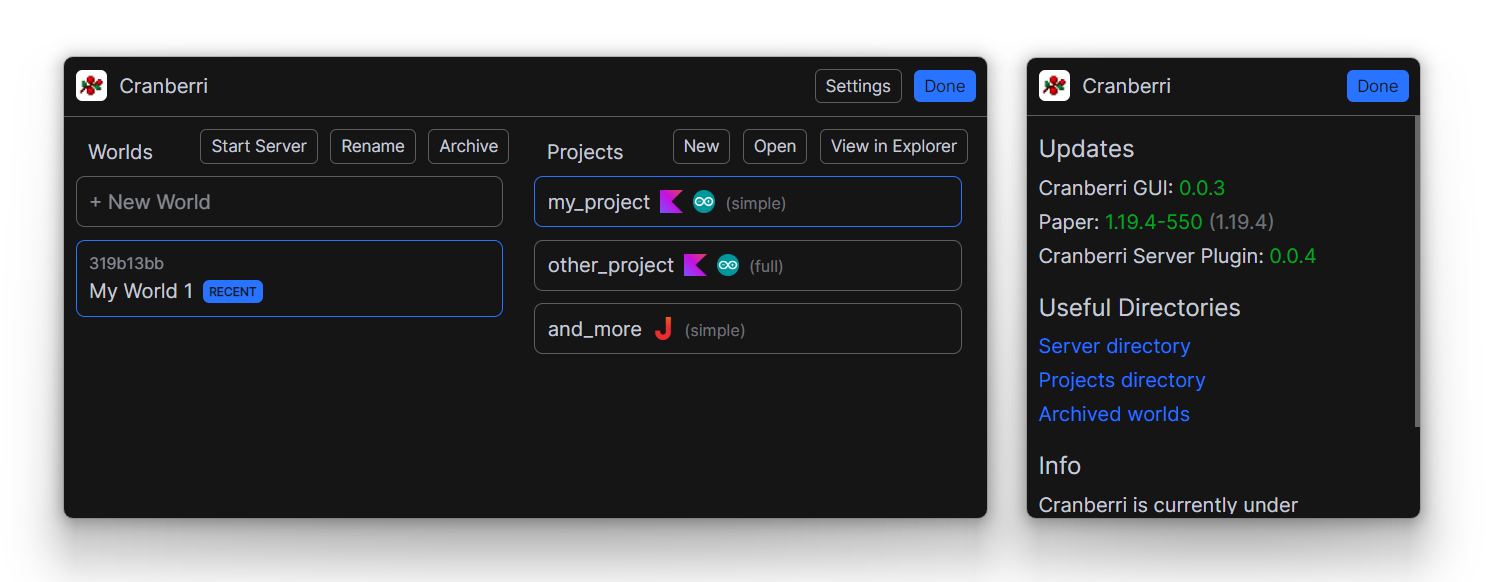 Cranberri
Settings
Done
Worlds
Start Server
Rename
Archive
+ New World
319b13bb
My World 1 RECENT
Projects
New
Open
View in Explorer
my_project (simple)
other_project (full)
and_more (simple)
Cranberri
Done
Updates
Cranberri GUI: 0.0.3
Paper: 1.19.4-550 (1.19.4)
Cranberri Server Plugin: 0.0.4
Useful Directories
Server directory
Projects directory
Archived worlds
Info
Cranberri is currently under